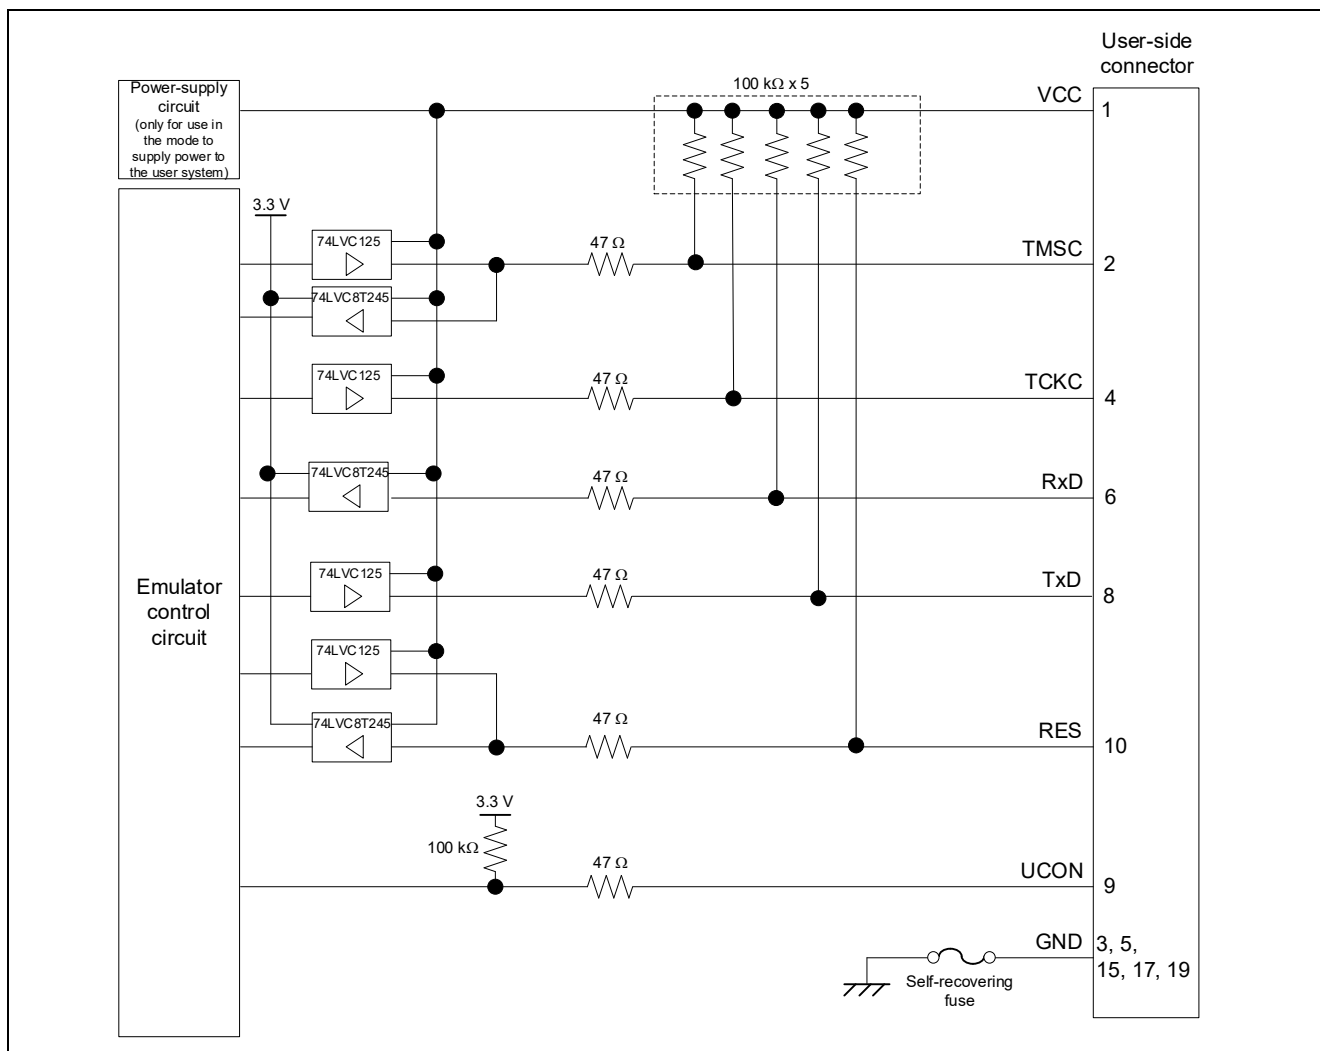 User-side
connector
Power-supply
circuit
(only for use in
the mode to
supply power to
the user system)
100 kΩ x 5
VCC
1
3.3 V
74LVC125
47 Ω
TMSC
2
74LVC8T245
74LVC125
47 Ω
TCKC
4
74LVC8T245
47 Ω
RxD
6
74LVC125
47 Ω
TxD
8
Emulator
control
circuit
74LVC125
74LVC8T245
47 Ω
RES
10
3.3 V
100 kΩ
47 Ω
UCON
9
GND
3, 5,
15, 17, 19
Self-recovering
fuse